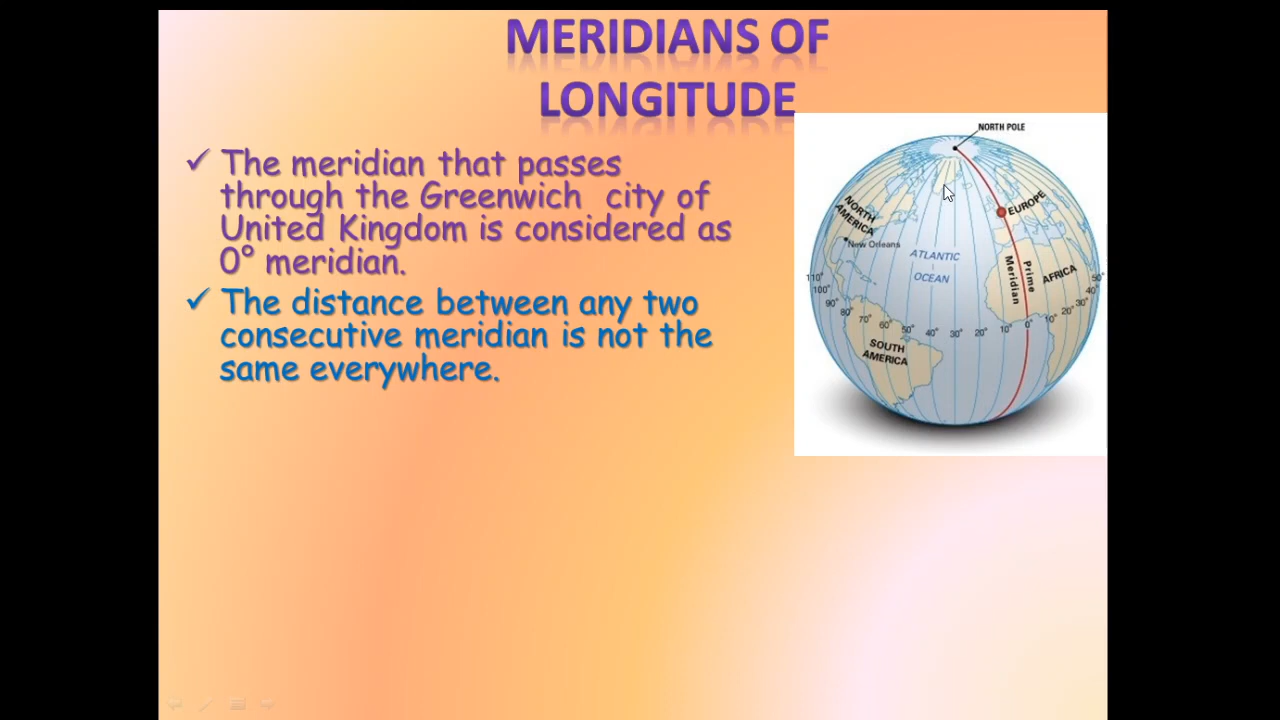 MERIDIANS OF
LONGITUDE
✓ The meridian that passes
through the Greenwich city of
United Kingdom is considered as
0° meridian.
✓ The distance between any two
consecutive meridian is not the
same everywhere.
NORTH POLE
EUROPE
NORTH
AMERICA
New Orleans
ATLANTIC
OCEAN
Prime
Meridian
AFRICA
110°
100°
90°
80°
70°
60°
50°
40°
30°
20°
10°
0°
10°
20°
30°
40°
50°
SOUTH
AMERICA